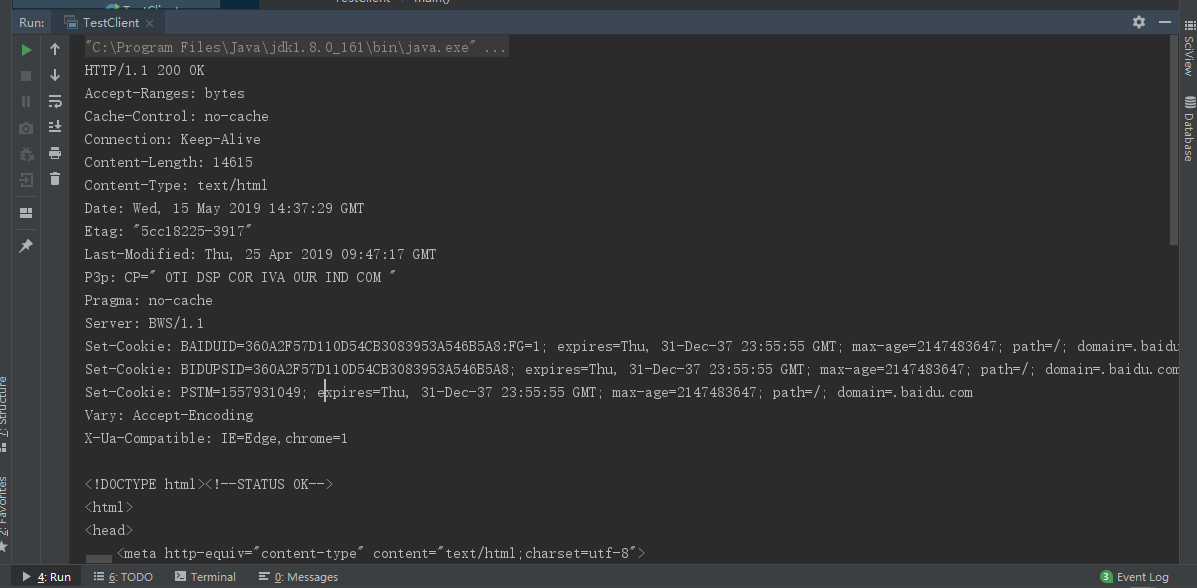 TestClient
Run: TestClient
"C:\Program Files\Java\jdk1.8.0_161\bin\java.exe" ...
HTTP/1.1 200 OK
Accept-Ranges: bytes
Cache-Control: no-cache
Connection: Keep-Alive
Content-Length: 14615
Content-Type: text/html
Date: Wed, 15 May 2019 14:37:29 GMT
Etag: "5cc18225-3917"
Last-Modified: Thu, 25 Apr 2019 09:47:17 GMT
P3p: CP=" OTI DSP COR IVA OUR IND COM "
Pragma: no-cache
Server: BWS/1.1
Set-Cookie: BAIDUID=360A2F57D110D54CB3083953A546B5A8:FG=1; expires=Thu, 31-Dec-37 23:55:55 GMT; max-age=2147483647; path=/; domain=.baidu
Set-Cookie: BIDUPSID=360A2F57D110D54CB3083953A546B5A8; expires=Thu, 31-Dec-37 23:55:55 GMT; max-age=2147483647; path=/; domain=.baidu.com
Set-Cookie: PSTM=1557931049; expires=Thu, 31-Dec-37 23:55:55 GMT; max-age=2147483647; path=/; domain=.baidu.com
Vary: Accept-Encoding
X-Ua-Compatible: IE=Edge,chrome=1
<!DOCTYPE html><!--STATUS OK-->
<html>
<head>
<meta http-equiv="content-type" content="text/html;charset=utf-8">
SciView
Database
7: Structure
2: Favorites
4: Run
6: TODO
Terminal
0: Messages
3 Event Log